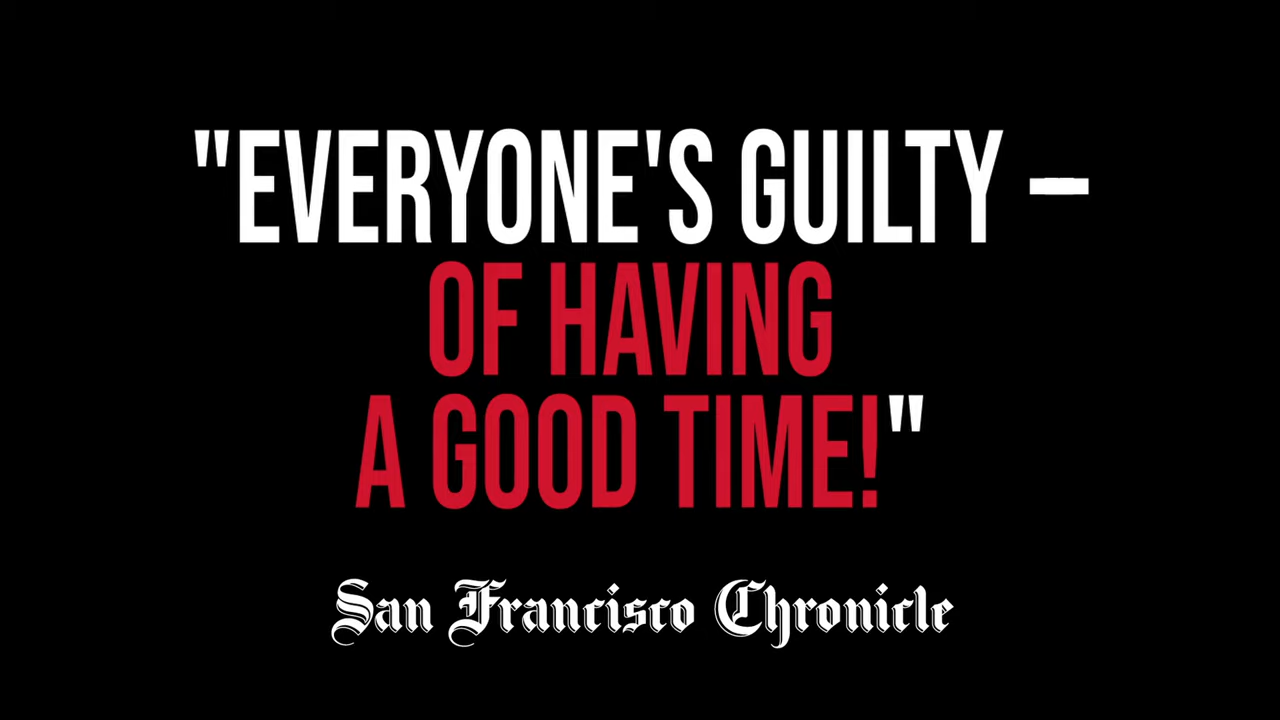 "EVERYONE'S GUILTY –
OF HAVING
A GOOD TIME!"
San Francisco Chronicle